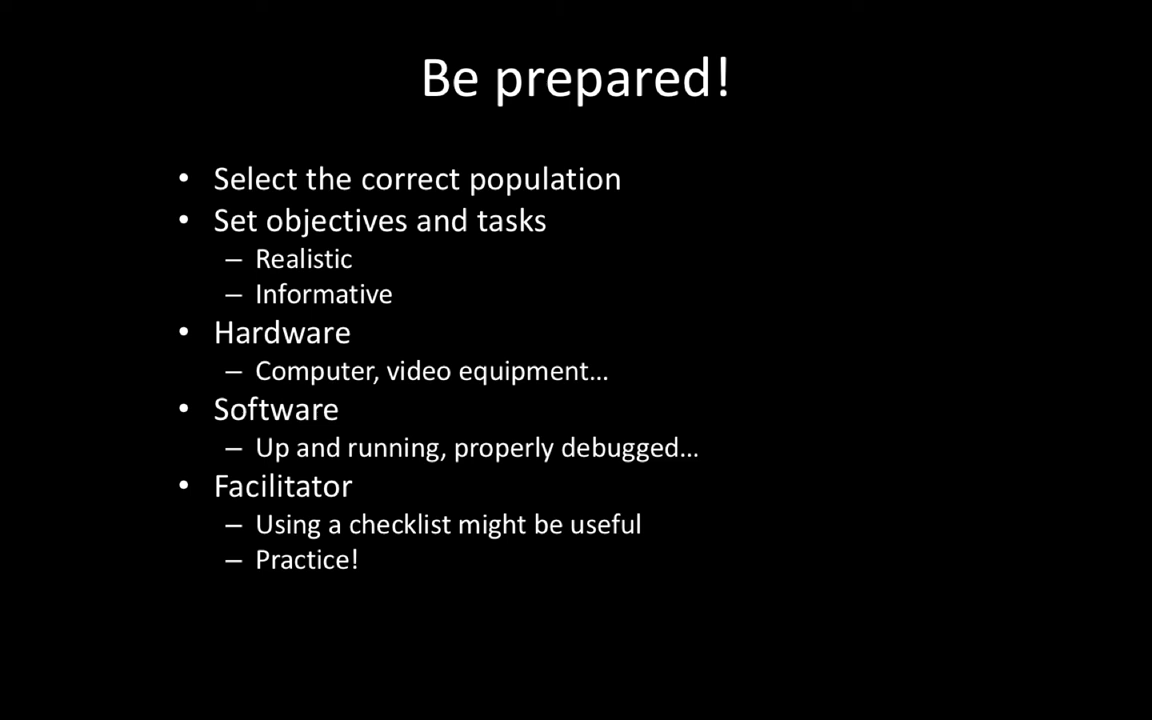 Be prepared!
• Select the correct population
• Set objectives and tasks
– Realistic
– Informative
• Hardware
– Computer, video equipment…
• Software
– Up and running, properly debugged…
• Facilitator
– Using a checklist might be useful
– Practice!